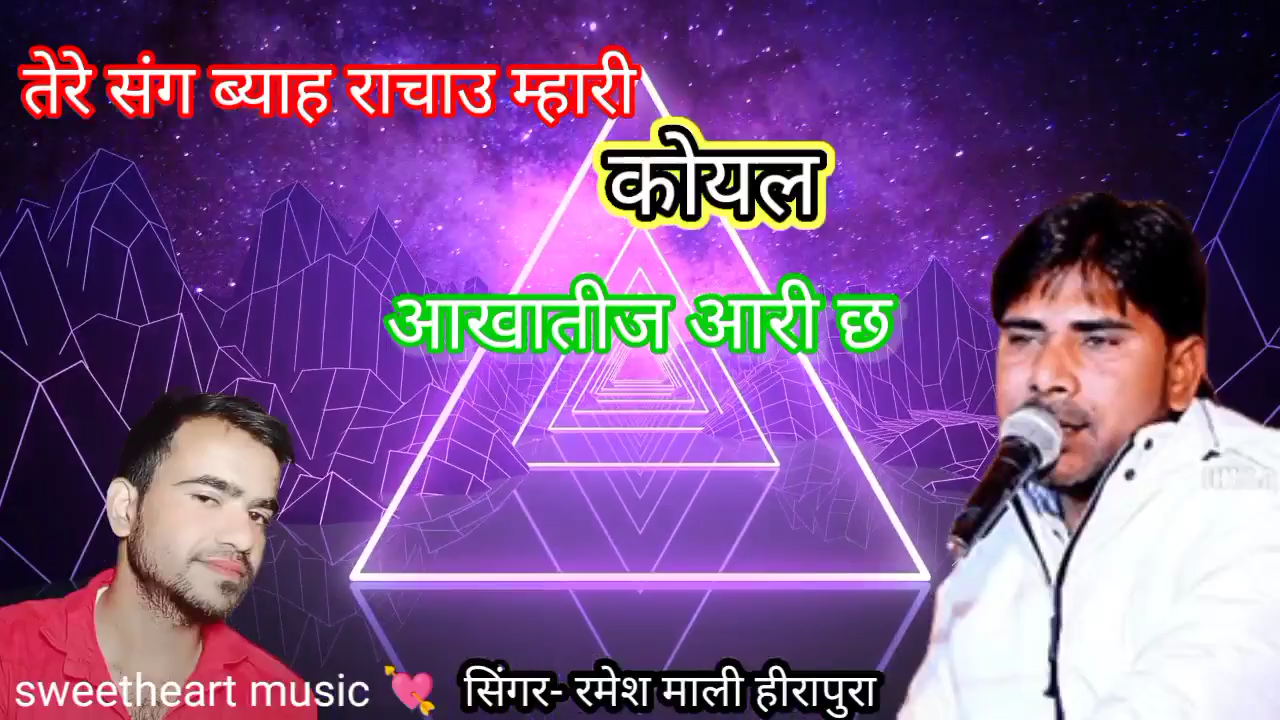 तेरे संग ब्याह राचाउ म्हारी
कोयल
आखातीज आरी छ
sweetheart music 💘
सिंगर- रमेश माली हीरापुरा